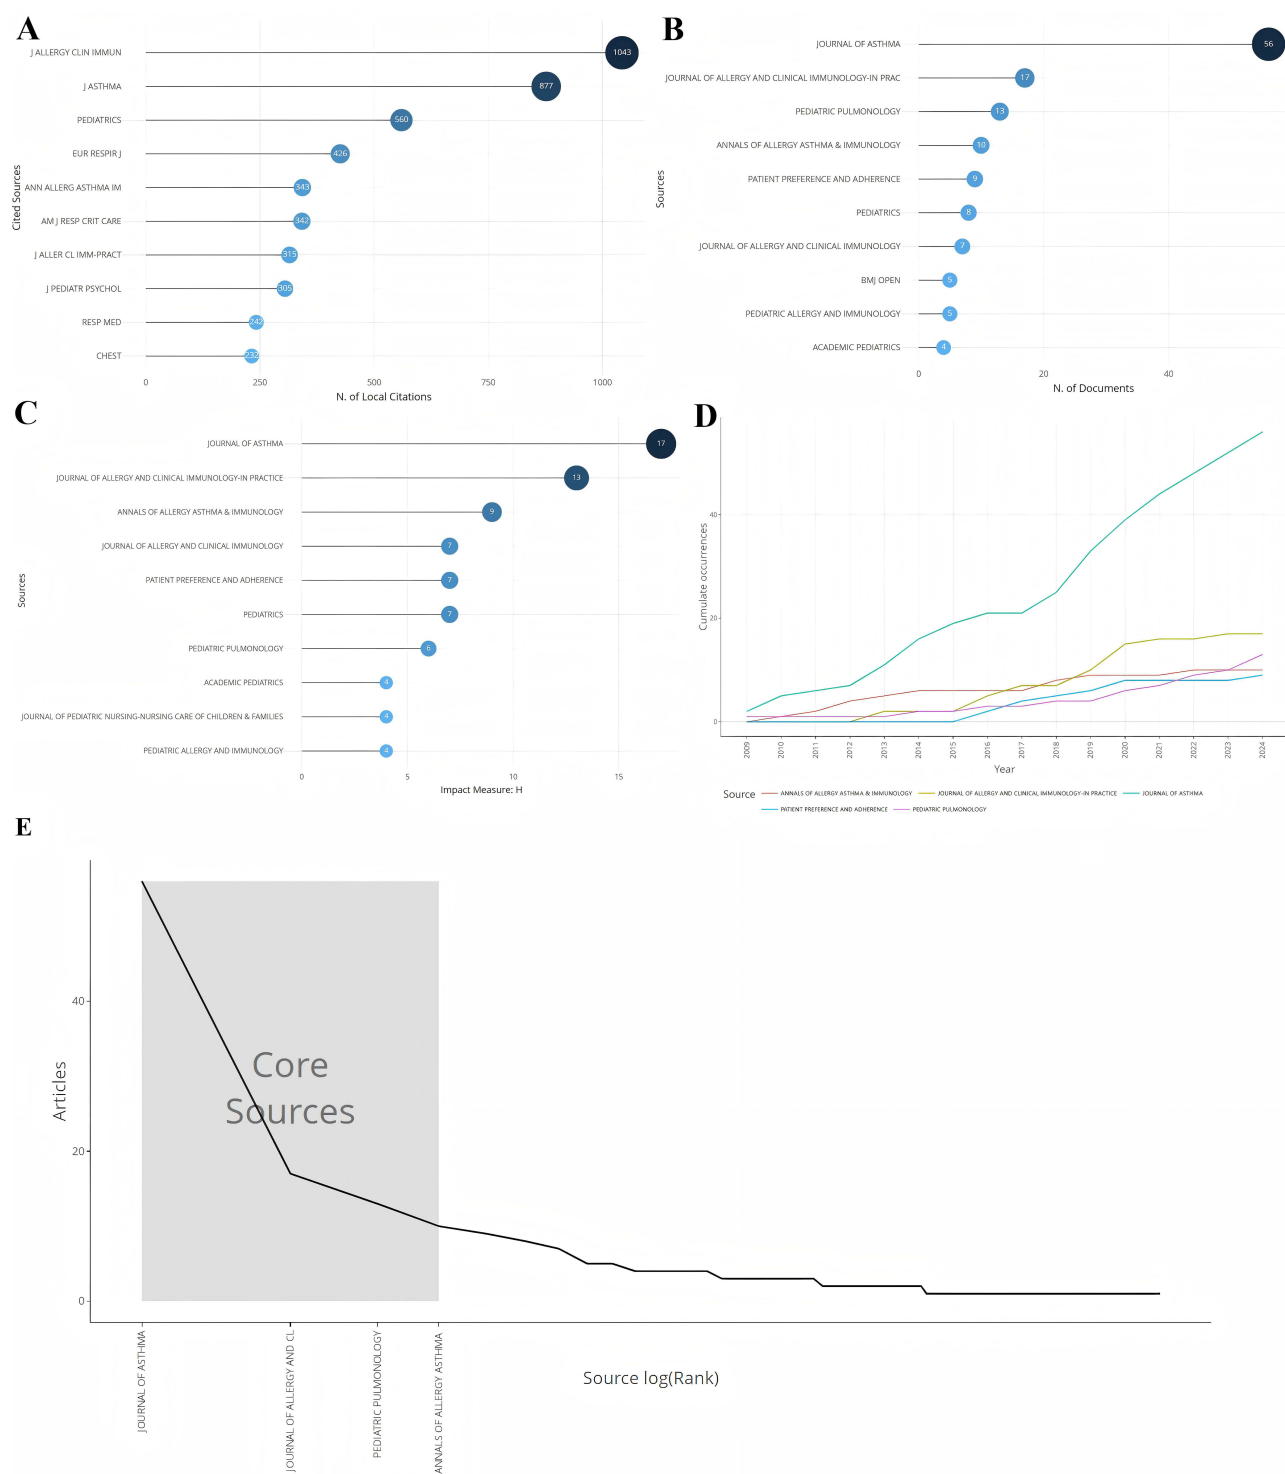 A
J ALLERGY CLIN IMMUN
1043
J ASTHMA
877
PEDIATRICS
560
EUR RESPIR J
426
ANN ALLERG ASTHMA IM
343
AM J RESP CRIT CARE
342
J ALLER CL IMM-PRACT
315
J PEDIATR PSYCHOL
305
RESP MED
242
CHEST
232
Cited Sources
0 250 500 750 1000
N. of Local Citations
B
JOURNAL OF ASTHMA
56
JOURNAL OF ALLERGY AND CLINICAL IMMUNOLOGY-IN PRAC
17
PEDIATRIC PULMONOLOGY
13
ANNALS OF ALLERGY ASTHMA & IMMUNOLOGY
10
PATIENT PREFERENCE AND ADHERENCE
9
PEDIATRICS
8
JOURNAL OF ALLERGY AND CLINICAL IMMUNOLOGY
7
BMJ OPEN
5
PEDIATRIC ALLERGY AND IMMUNOLOGY
5
ACADEMIC PEDIATRICS
4
Sources
0 20 40
N. of Documents
C
JOURNAL OF ASTHMA
17
JOURNAL OF ALLERGY AND CLINICAL IMMUNOLOGY-IN PRACTICE
13
ANNALS OF ALLERGY ASTHMA & IMMUNOLOGY
9
JOURNAL OF ALLERGY AND CLINICAL IMMUNOLOGY
7
PATIENT PREFERENCE AND ADHERENCE
7
PEDIATRICS
7
PEDIATRIC PULMONOLOGY
6
ACADEMIC PEDIATRICS
4
JOURNAL OF PEDIATRIC NURSING-NURSING CARE OF CHILDREN & FAMILIES
4
PEDIATRIC ALLERGY AND IMMUNOLOGY
4
Sources
0 5 10 15
Impact Measure: H
D
Cumulate occurrences
40
20
0
2009 2010 2011 2012 2013 2014 2015 2016 2017 2018 2019 2020 2021 2022 2023 2024
Year
Source ANNALS OF ALLERGY ASTHMA & IMMUNOLOGY JOURNAL OF ALLERGY AND CLINICAL IMMUNOLOGY-IN PRACTICE JOURNAL OF ASTHMA
PATIENT PREFERENCE AND ADHERENCE PEDIATRIC PULMONOLOGY
E
Articles
40
20
0
Core
Sources
JOURNAL OF ASTHMA
JOURNAL OF ALLERGY AND CL
PEDIATRIC PULMONOLOGY
ANNALS OF ALLERGY ASTHMA
Source log(Rank)